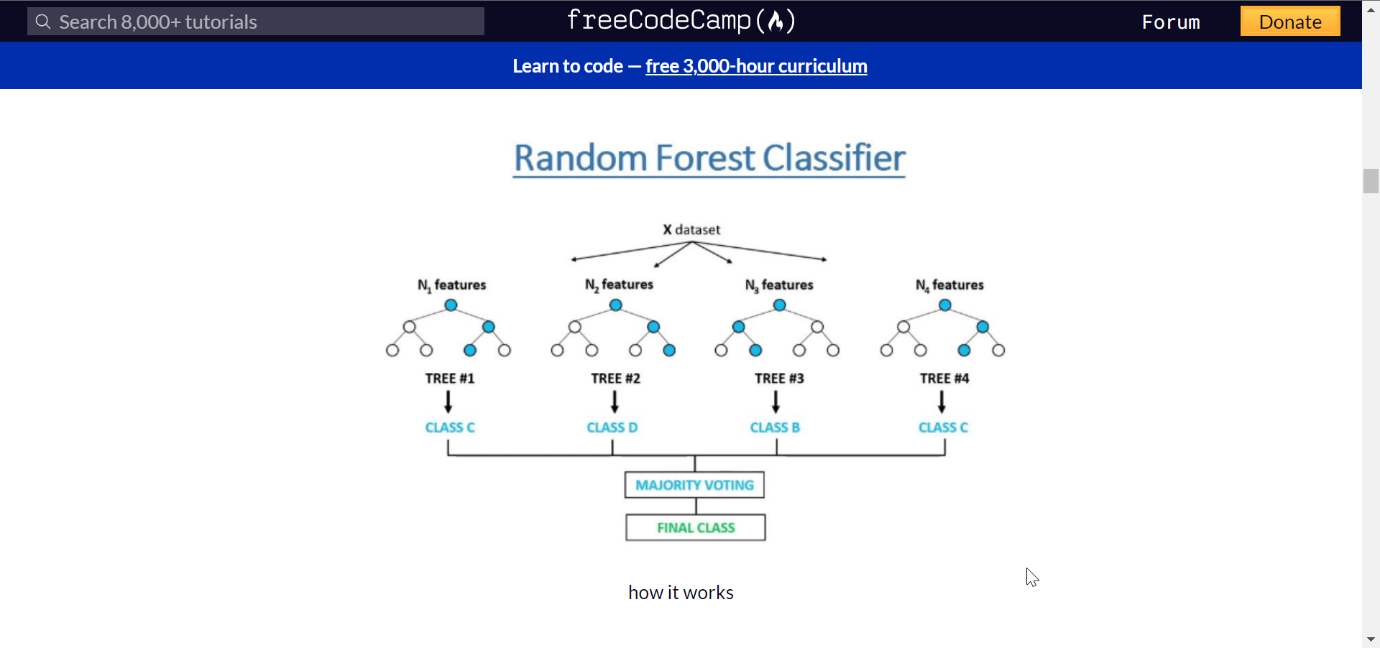 Search 8,000+ tutorials
freeCodeCamp(🔥)
Forum
Donate
Learn to code — free 3,000-hour curriculum
Random Forest Classifier
X dataset
N₁ features
N₂ features
N₃ features
N₄ features
TREE #1
TREE #2
TREE #3
TREE #4
CLASS C
CLASS D
CLASS B
CLASS C
MAJORITY VOTING
FINAL CLASS
how it works